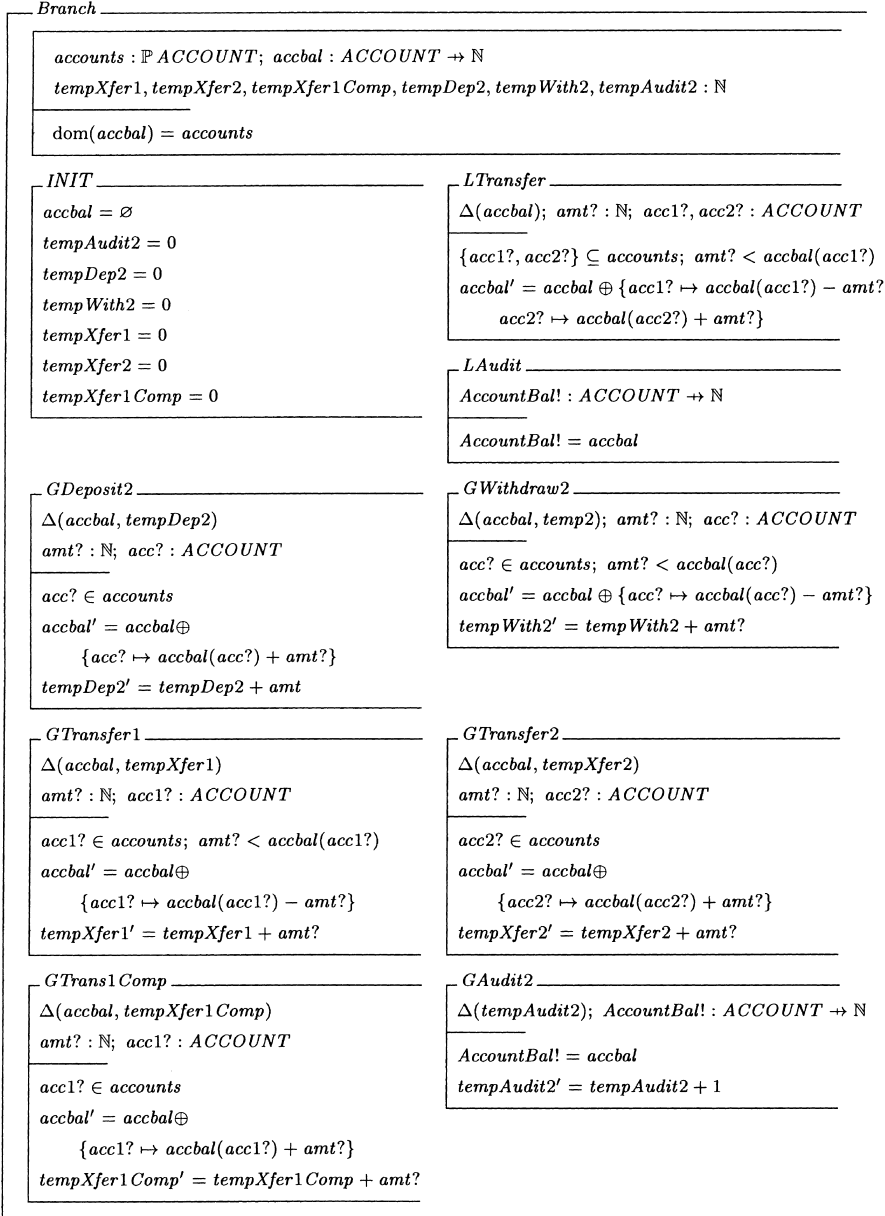 Branch
accounts : ℙ ACCOUNT; accbal : ACCOUNT ⇸ ℕ
tempXfer1, tempXfer2, tempXfer1Comp, tempDep2, tempWith2, tempAudit2 : ℕ
dom(accbal) = accounts
INIT
accbal = ∅
tempAudit2 = 0
tempDep2 = 0
tempWith2 = 0
tempXfer1 = 0
tempXfer2 = 0
tempXfer1Comp = 0
LTransfer
Δ(accbal); amt? : ℕ; acc1?, acc2? : ACCOUNT
{acc1?, acc2?} ⊆ accounts; amt? < accbal(acc1?)
accbal′ = accbal ⊕ {acc1? ↦ accbal(acc1?) − amt?
acc2? ↦ accbal(acc2?) + amt?}
LAudit
AccountBal! : ACCOUNT ⇸ ℕ
AccountBal! = accbal
GDeposit2
Δ(accbal, tempDep2)
amt? : ℕ; acc? : ACCOUNT
acc? ∈ accounts
accbal′ = accbal⊕
{acc? ↦ accbal(acc?) + amt?}
tempDep2′ = tempDep2 + amt
GWithdraw2
Δ(accbal, temp2); amt? : ℕ; acc? : ACCOUNT
acc? ∈ accounts; amt? < accbal(acc?)
accbal′ = accbal ⊕ {acc? ↦ accbal(acc?) − amt?}
tempWith2′ = tempWith2 + amt?
GTransfer1
Δ(accbal, tempXfer1)
amt? : ℕ; acc1? : ACCOUNT
acc1? ∈ accounts; amt? < accbal(acc1?)
accbal′ = accbal⊕
{acc1? ↦ accbal(acc1?) − amt?}
tempXfer1′ = tempXfer1 + amt?
GTransfer2
Δ(accbal, tempXfer2)
amt? : ℕ; acc2? : ACCOUNT
acc2? ∈ accounts
accbal′ = accbal⊕
{acc2? ↦ accbal(acc2?) + amt?}
tempXfer2′ = tempXfer2 + amt?
GTrans1Comp
Δ(accbal, tempXfer1Comp)
amt? : ℕ; acc1? : ACCOUNT
acc1? ∈ accounts
accbal′ = accbal⊕
{acc1? ↦ accbal(acc1?) + amt?}
tempXfer1Comp′ = tempXfer1Comp + amt?
GAudit2
Δ(tempAudit2); AccountBal! : ACCOUNT ⇸ ℕ
AccountBal! = accbal
tempAudit2′ = tempAudit2 + 1